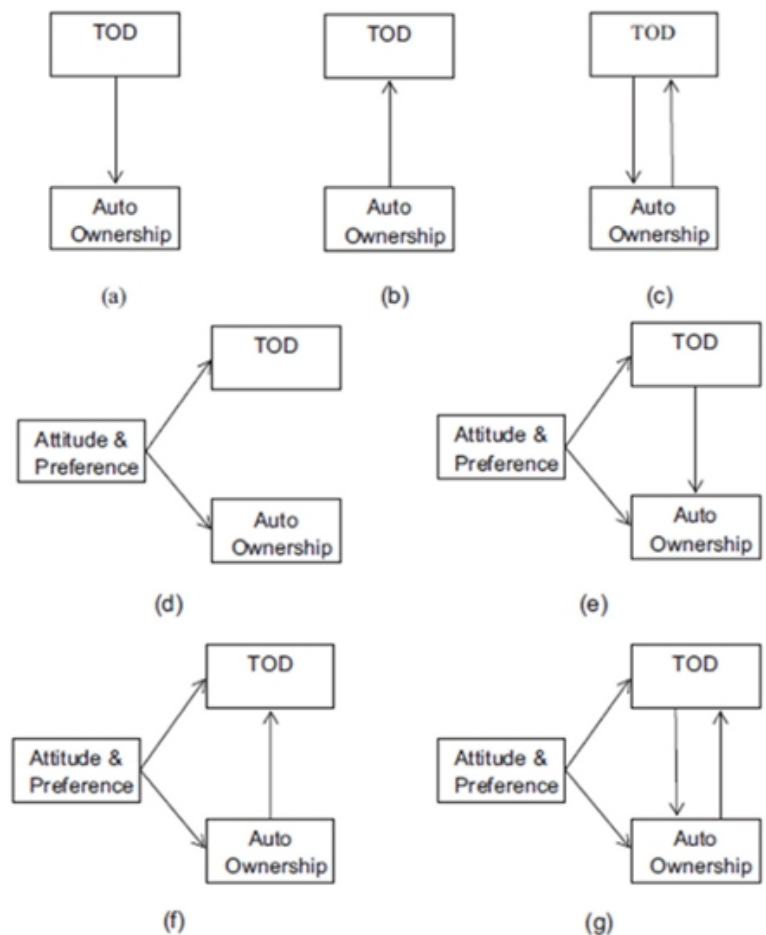 TOD
Auto
Ownership
(a)
TOD
Auto
Ownership
(b)
TOD
Auto
Ownership
(c)
TOD
Attitude &
Preference
Auto
Ownership
(d)
TOD
Attitude &
Preference
Auto
Ownership
(e)
TOD
Attitude &
Preference
Auto
Ownership
(f)
TOD
Attitude &
Preference
Auto
Ownership
(g)